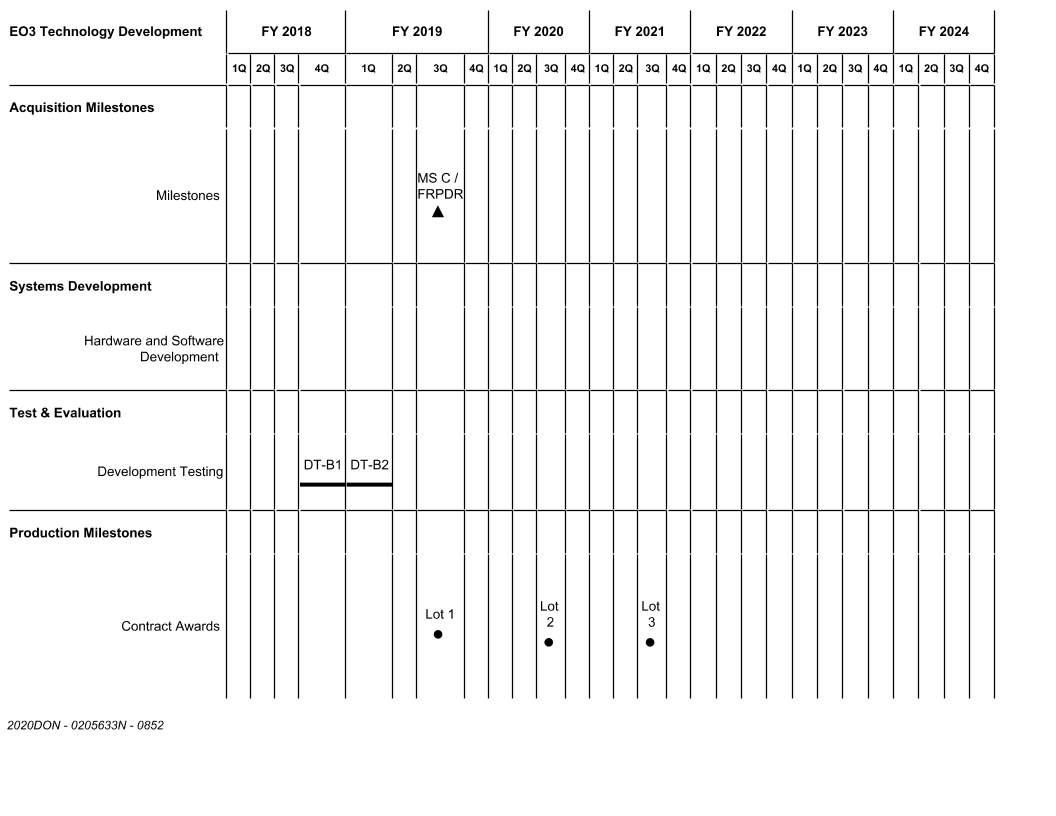 EO3 Technology Development FY 2018 FY 2019 FY 2020 FY 2021 FY 2022 FY 2023 FY 2024
1Q 2Q 3Q 4Q 1Q 2Q 3Q 4Q 1Q 2Q 3Q 4Q 1Q 2Q 3Q 4Q 1Q 2Q 3Q 4Q 1Q 2Q 3Q 4Q 1Q 2Q 3Q 4Q
Acquisition Milestones
Milestones
MS C /
FRPDR
Systems Development
Hardware and Software
Development
Test & Evaluation
Development Testing
DT-B1 DT-B2
Production Milestones
Contract Awards
Lot 1
Lot
2
Lot
3
2020DON - 0205633N - 0852